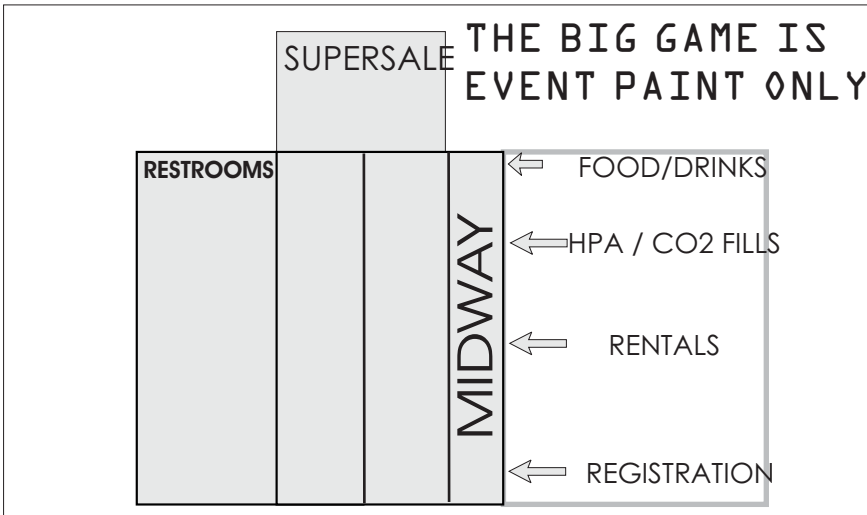 SUPERSALE
THE BIG GAME IS
EVENT PAINT ONLY
RESTROOMS
MIDWAY
FOOD/DRINKS
HPA / CO2 FILLS
RENTALS
REGISTRATION